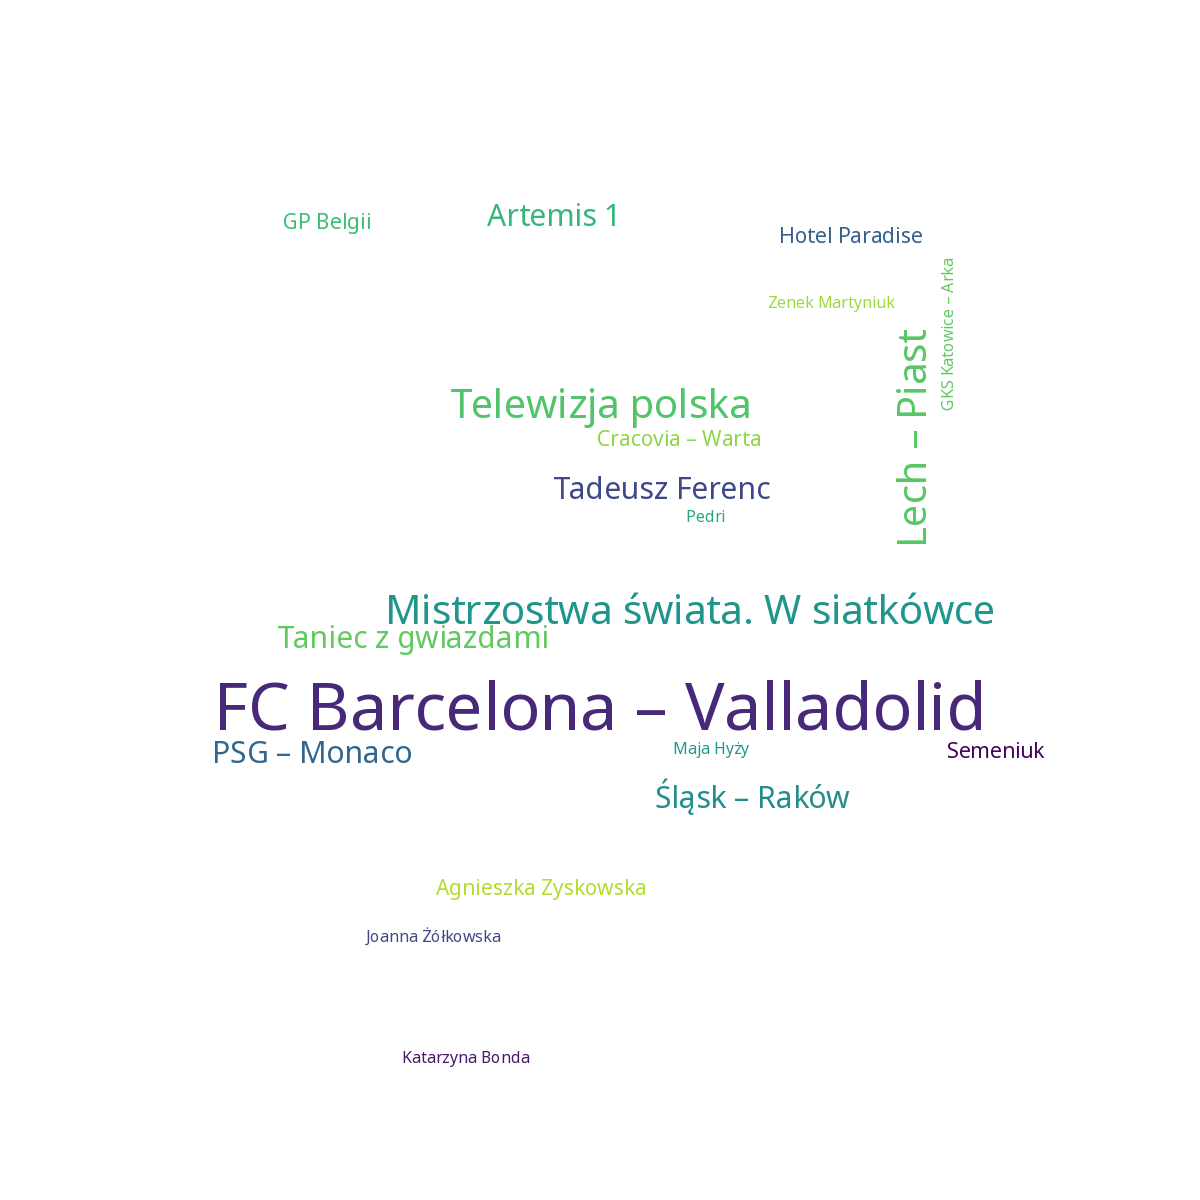 GP Belgii
Artemis 1
Hotel Paradise
Zenek Martyniuk
GKS Katowice – Arka
Lech – Piast
Telewizja polska
Cracovia – Warta
Tadeusz Ferenc
Pedri
Mistrzostwa świata. W siatkówce
Taniec z gwiazdami
FC Barcelona – Valladolid
PSG – Monaco
Maja Hyży
Semeniuk
Śląsk – Raków
Agnieszka Zyskowska
Joanna Żółkowska
Katarzyna Bonda